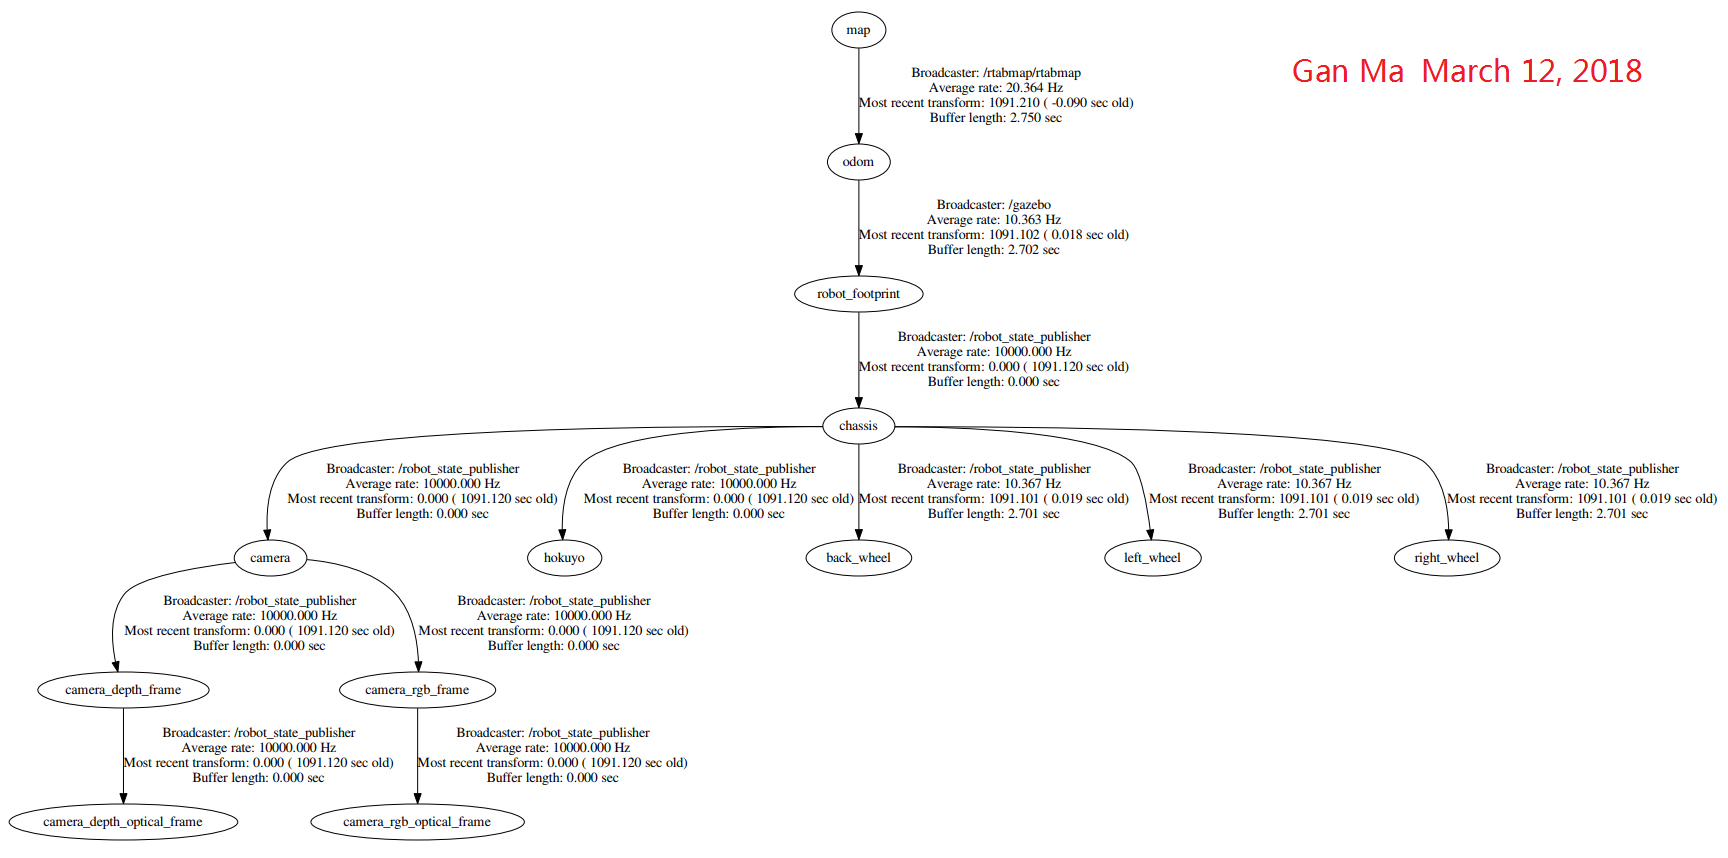 map
Gan Ma  March 12, 2018
Broadcaster: /rtabmap/rtabmap
Average rate: 20.364 Hz
Most recent transform: 1091.210 ( -0.090 sec old)
Buffer length: 2.750 sec
odom
Broadcaster: /gazebo
Average rate: 10.363 Hz
Most recent transform: 1091.102 ( 0.018 sec old)
Buffer length: 2.702 sec
robot_footprint
Broadcaster: /robot_state_publisher
Average rate: 10000.000 Hz
Most recent transform: 0.000 ( 1091.120 sec old)
Buffer length: 0.000 sec
chassis
Broadcaster: /robot_state_publisher
Average rate: 10000.000 Hz
Most recent transform: 0.000 ( 1091.120 sec old)
Buffer length: 0.000 sec
Broadcaster: /robot_state_publisher
Average rate: 10000.000 Hz
Most recent transform: 0.000 ( 1091.120 sec old)
Buffer length: 0.000 sec
Broadcaster: /robot_state_publisher
Average rate: 10.367 Hz
Most recent transform: 1091.101 ( 0.019 sec old)
Buffer length: 2.701 sec
Broadcaster: /robot_state_publisher
Average rate: 10.367 Hz
Most recent transform: 1091.101 ( 0.019 sec old)
Buffer length: 2.701 sec
Broadcaster: /robot_state_publisher
Average rate: 10.367 Hz
Most recent transform: 1091.101 ( 0.019 sec old)
Buffer length: 2.701 sec
camera
hokuyo
back_wheel
left_wheel
right_wheel
Broadcaster: /robot_state_publisher
Average rate: 10000.000 Hz
Most recent transform: 0.000 ( 1091.120 sec old)
Buffer length: 0.000 sec
Broadcaster: /robot_state_publisher
Average rate: 10000.000 Hz
Most recent transform: 0.000 ( 1091.120 sec old)
Buffer length: 0.000 sec
camera_depth_frame
camera_rgb_frame
Broadcaster: /robot_state_publisher
Average rate: 10000.000 Hz
Most recent transform: 0.000 ( 1091.120 sec old)
Buffer length: 0.000 sec
Broadcaster: /robot_state_publisher
Average rate: 10000.000 Hz
Most recent transform: 0.000 ( 1091.120 sec old)
Buffer length: 0.000 sec
camera_depth_optical_frame
camera_rgb_optical_frame